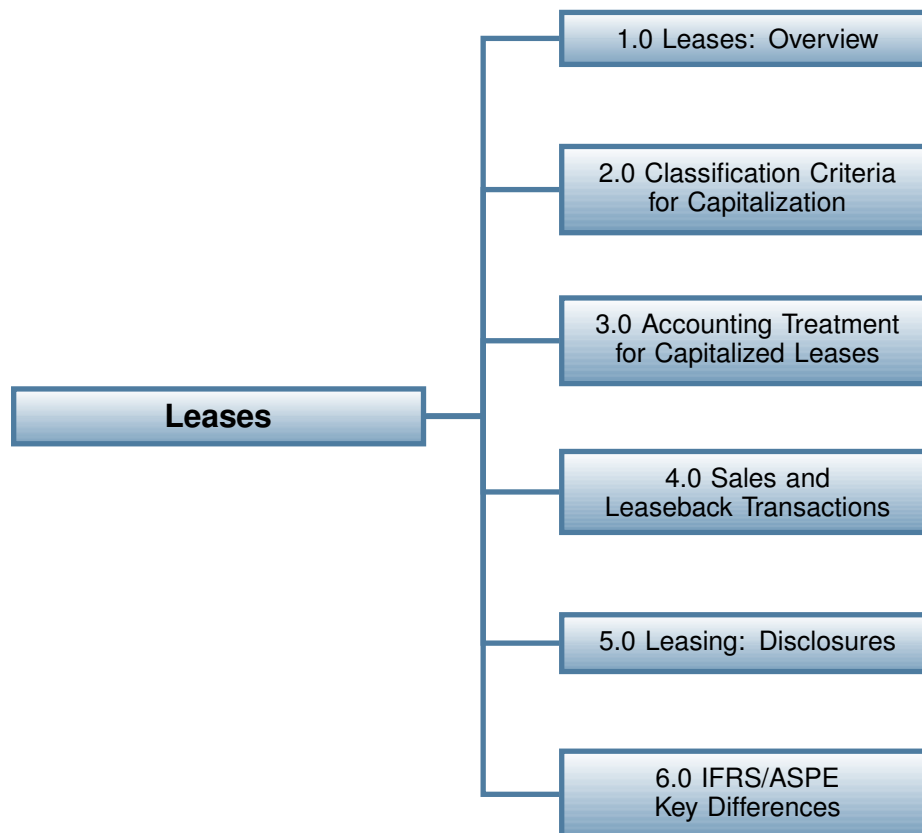 1.0 Leases: Overview
2.0 Classification Criteria
for Capitalization
3.0 Accounting Treatment
for Capitalized Leases
Leases
4.0 Sales and
Leaseback Transactions
5.0 Leasing: Disclosures
6.0 IFRS/ASPE
Key Differences